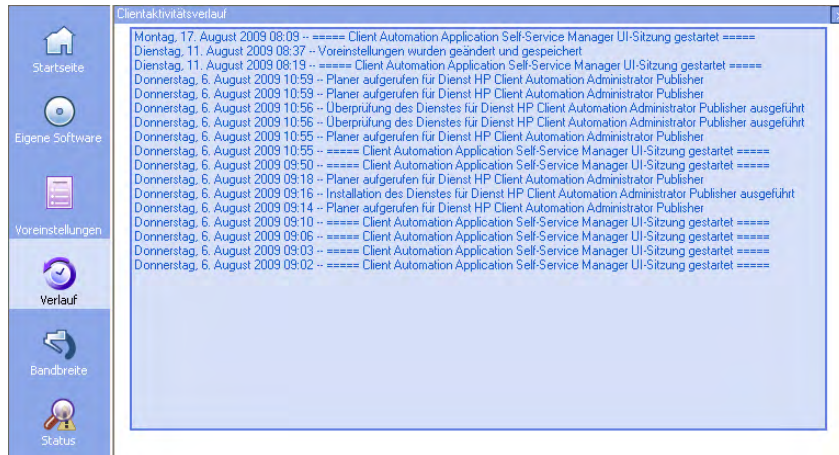 Clientaktivitätsverlauf
Startseite
Eigene Software
Voreinstellungen
Verlauf
Bandbreite
Status
Montag, 17. August 2009 08:09 -- ===== Client Automation Application Self-Service Manager UI-Sitzung gestartet =====
Dienstag, 11. August 2009 08:37 -- Voreinstellungen wurden geändert und gespeichert
Dienstag, 11. August 2009 08:19 -- ===== Client Automation Application Self-Service Manager UI-Sitzung gestartet =====
Donnerstag, 6. August 2009 10:59 -- Planer aufgerufen für Dienst HP Client Automation Administrator Publisher
Donnerstag, 6. August 2009 10:59 -- Planer aufgerufen für Dienst HP Client Automation Administrator Publisher
Donnerstag, 6. August 2009 10:56 -- Überprüfung des Dienstes für Dienst HP Client Automation Administrator Publisher ausgeführt
Donnerstag, 6. August 2009 10:56 -- Überprüfung des Dienstes für Dienst HP Client Automation Administrator Publisher ausgeführt
Donnerstag, 6. August 2009 10:55 -- Planer aufgerufen für Dienst HP Client Automation Administrator Publisher
Donnerstag, 6. August 2009 10:55 -- ===== Client Automation Application Self-Service Manager UI-Sitzung gestartet =====
Donnerstag, 6. August 2009 09:50 -- ===== Client Automation Application Self-Service Manager UI-Sitzung gestartet =====
Donnerstag, 6. August 2009 09:18 -- Planer aufgerufen für Dienst HP Client Automation Administrator Publisher
Donnerstag, 6. August 2009 09:16 -- Installation des Dienstes für Dienst HP Client Automation Administrator Publisher ausgeführt
Donnerstag, 6. August 2009 09:14 -- Planer aufgerufen für Dienst HP Client Automation Administrator Publisher
Donnerstag, 6. August 2009 09:10 -- ===== Client Automation Application Self-Service Manager UI-Sitzung gestartet =====
Donnerstag, 6. August 2009 09:06 -- ===== Client Automation Application Self-Service Manager UI-Sitzung gestartet =====
Donnerstag, 6. August 2009 09:03 -- ===== Client Automation Application Self-Service Manager UI-Sitzung gestartet =====
Donnerstag, 6. August 2009 09:02 -- ===== Client Automation Application Self-Service Manager UI-Sitzung gestartet =====